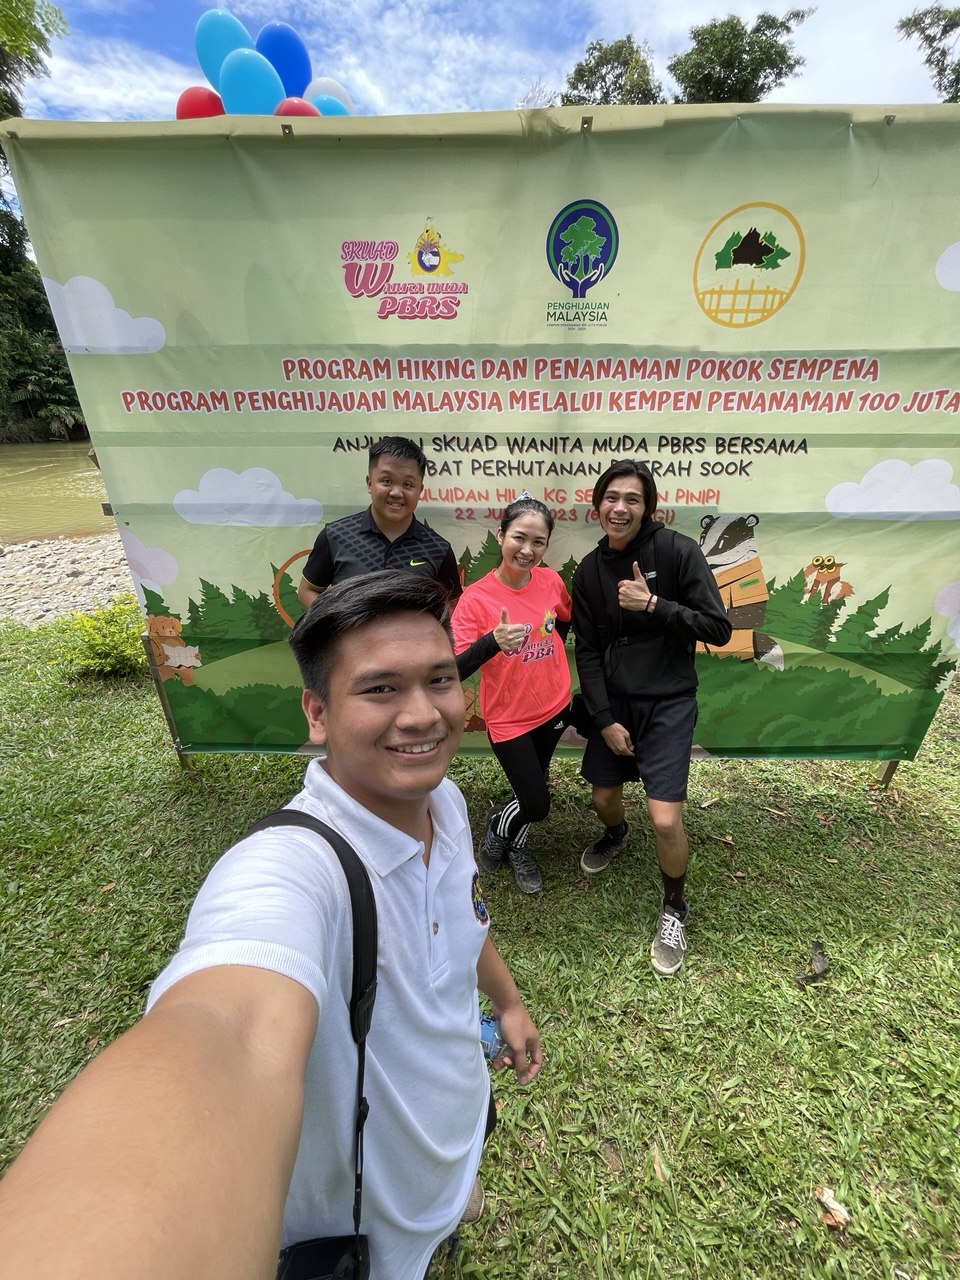 SKUAD
WANITA MUDA
PBRS
PENGHIJAUAN
MALAYSIA
PROGRAM HIKING DAN PENANAMAN POKOK SEMPENA
PROGRAM PENGHIJAUAN MALAYSIA MELALUI KEMPEN PENANAMAN 100 JUTA
SKUAD WANITA MUDA PBRS BERSAMA
PERHUTANAN SOOK
KG PINIPI
22 2023
PBRS